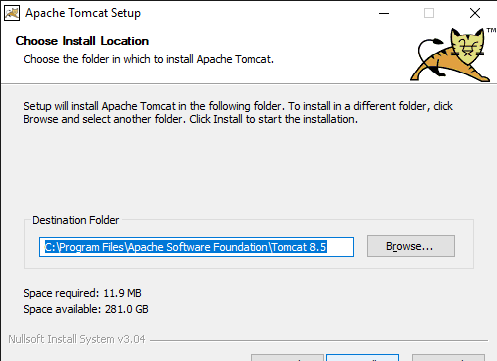 Apache Tomcat Setup
Choose Install Location
Choose the folder in which to install Apache Tomcat.
TM
Setup will install Apache Tomcat in the following folder. To install in a different folder, click
Browse and select another folder. Click Install to start the installation.
Destination Folder
C:\Program Files\Apache Software Foundation\Tomcat 8.5
Browse...
Space required: 11.9 MB
Space available: 281.0 GB
Nullsoft Install System v3.04